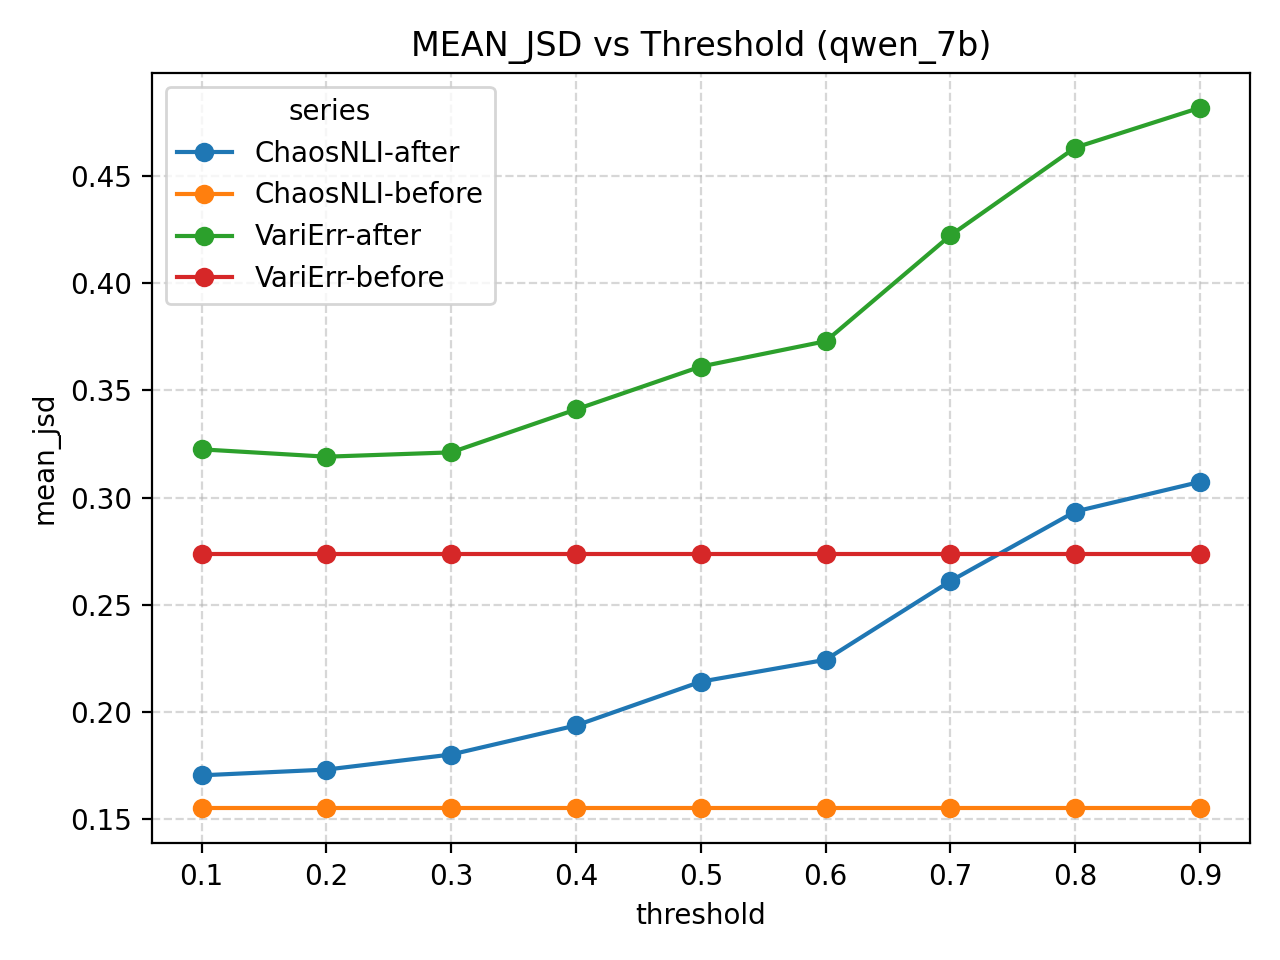 MEAN_JSD vs Threshold (qwen_7b)
series
ChaosNLI-after
ChaosNLI-before
VariErr-after
VariErr-before
mean_jsd
0.45
0.40
0.35
0.30
0.25
0.20
0.15
0.1 0.2 0.3 0.4 0.5 0.6 0.7 0.8 0.9
threshold